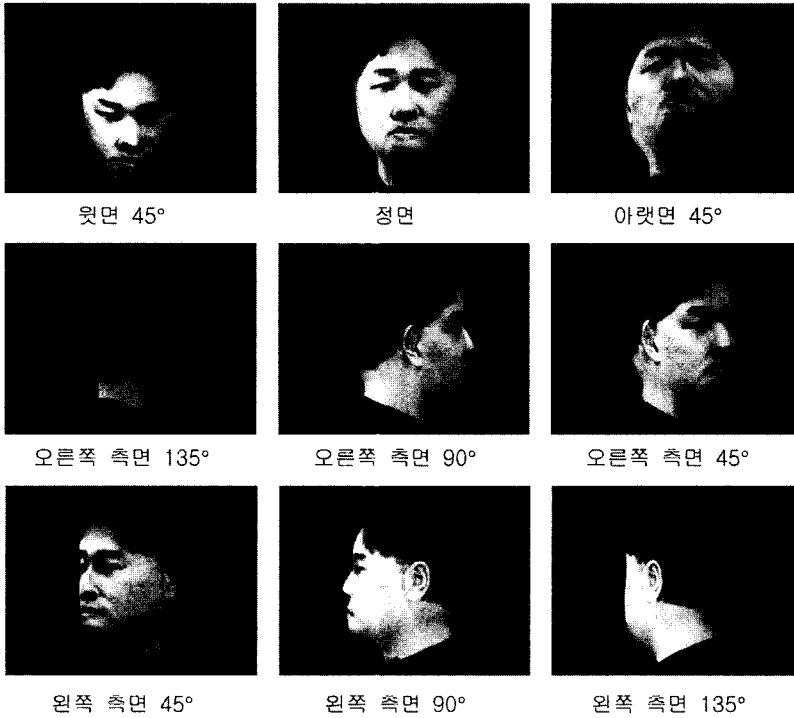 윗면 45°
정면
아랫면 45°
오른쪽 측면 135°
오른쪽 측면 90°
오른쪽 측면 45°
왼쪽 측면 45°
왼쪽 측면 90°
왼쪽 측면 135°